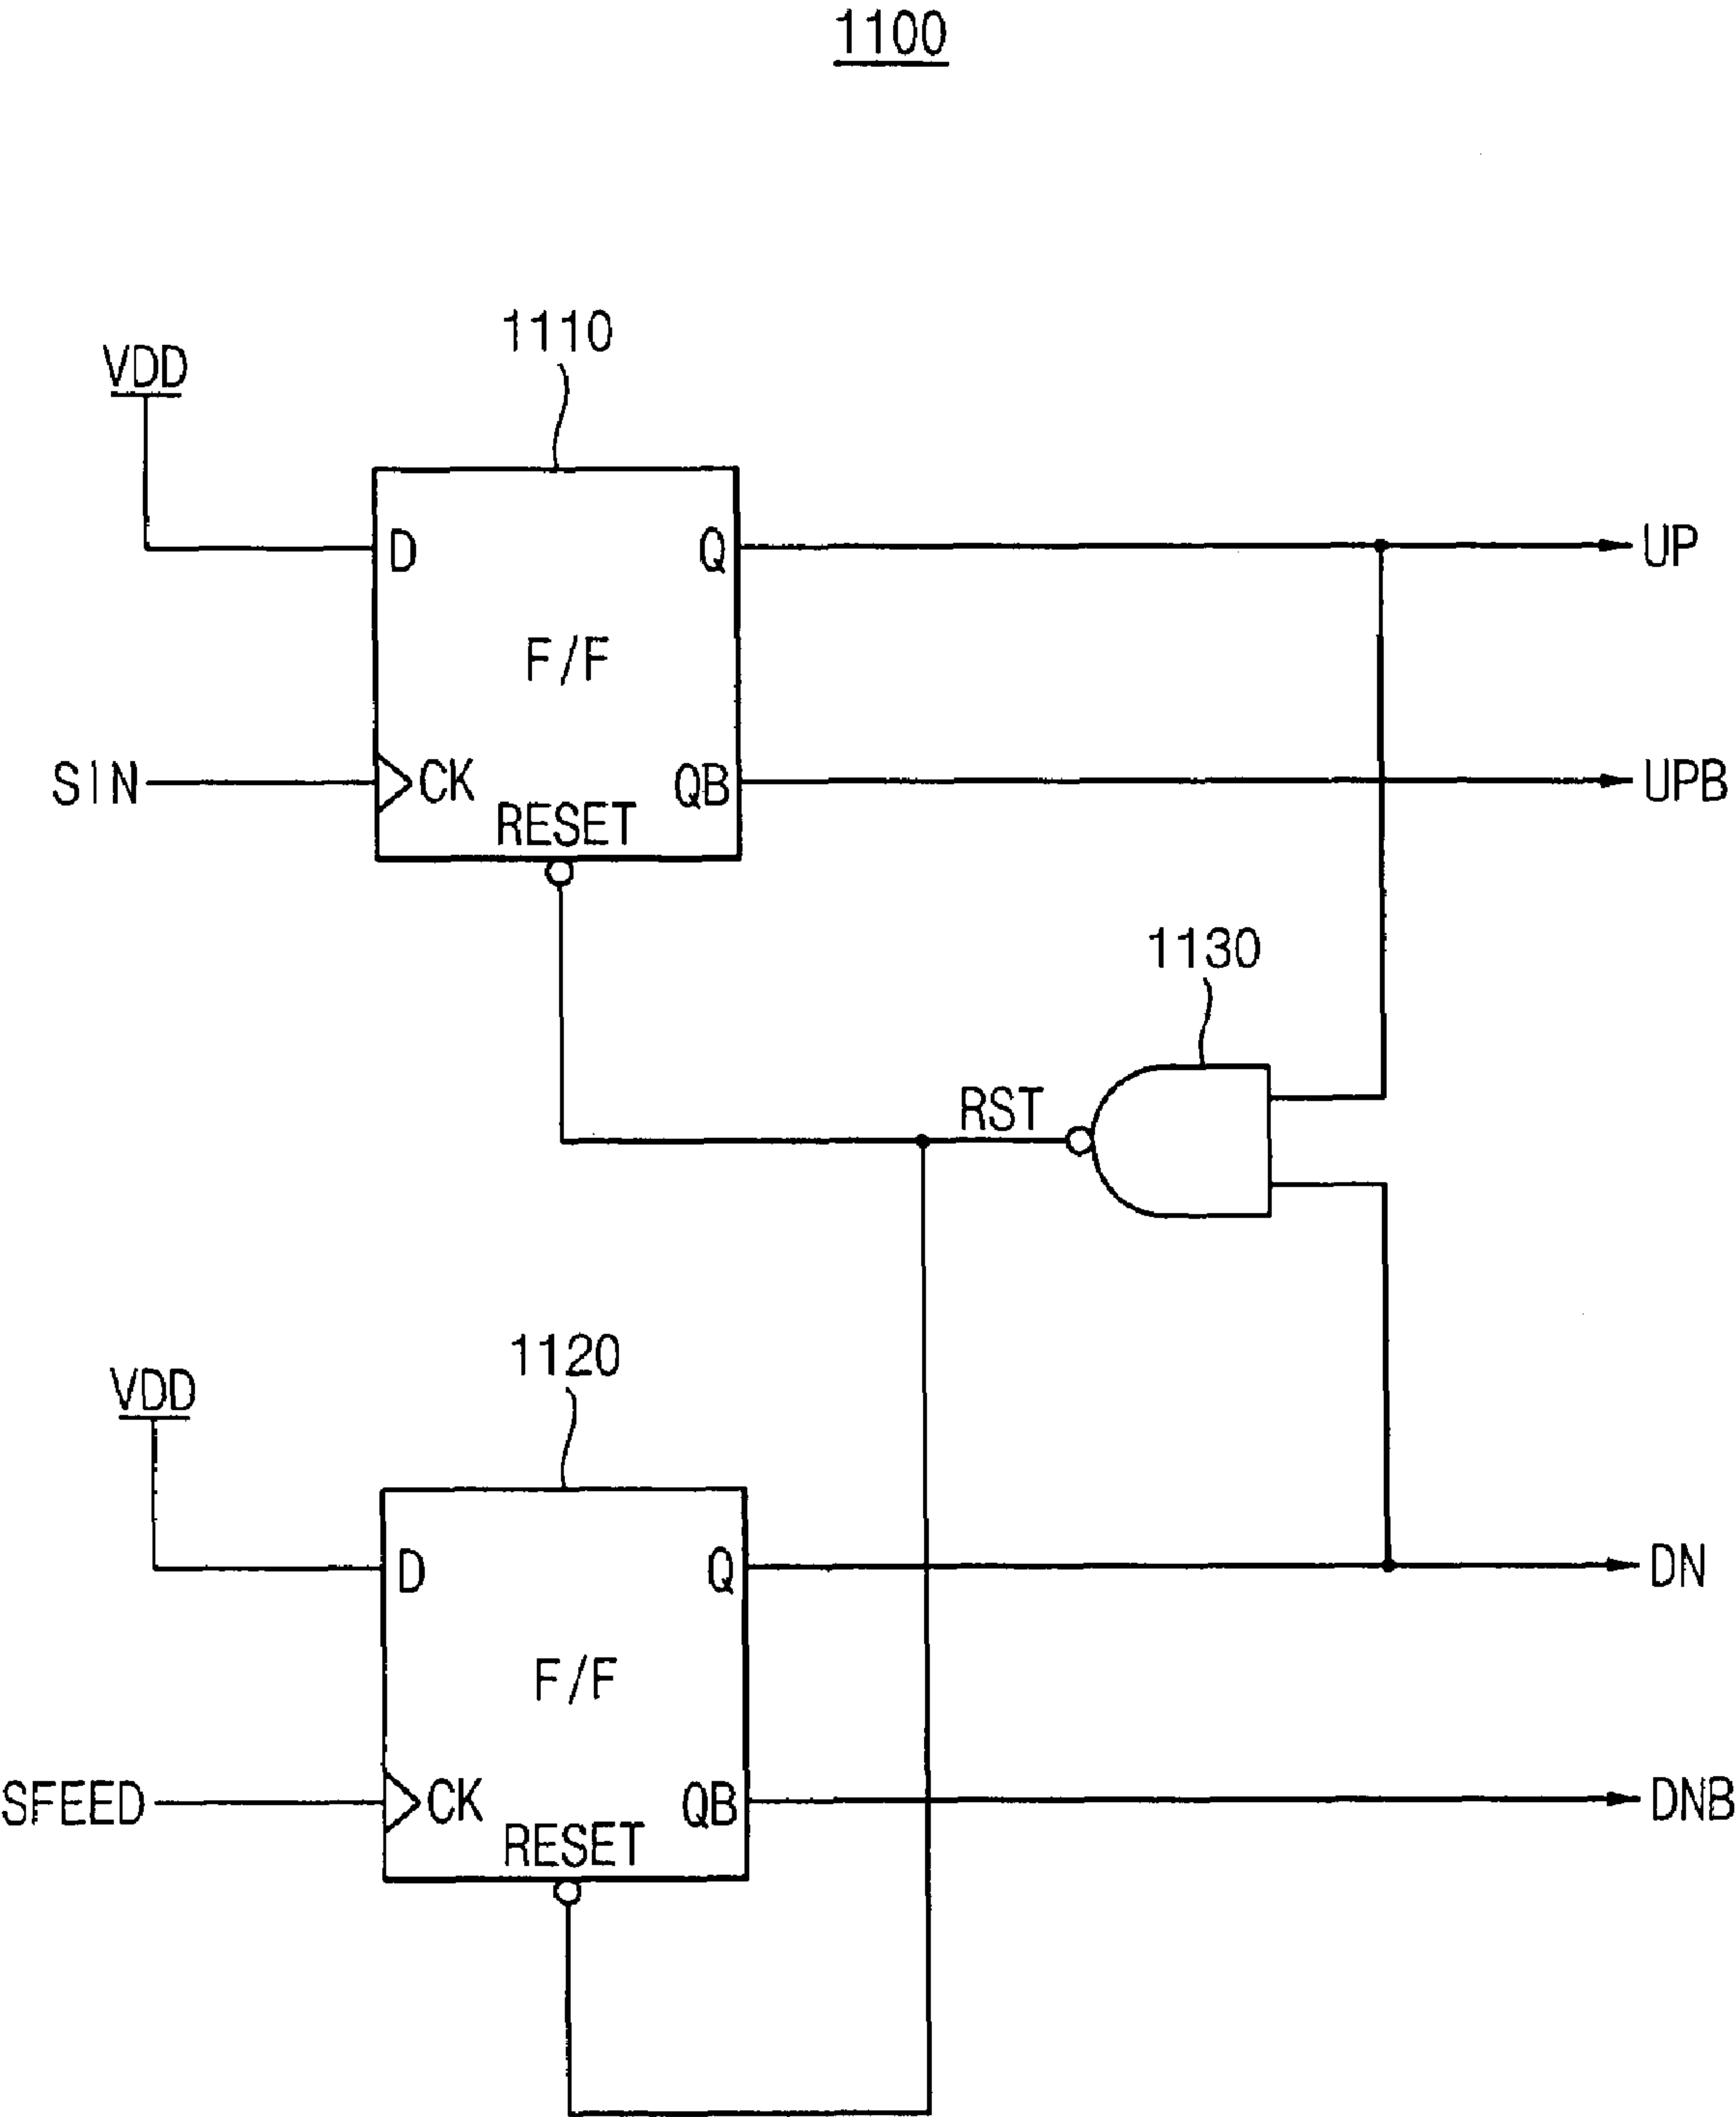 1100
1110
VDD
D
Q
UP
F/F
SIN
CK
QB
UPB
RESET
1130
RST
1120
VDD
D
Q
DN
F/F
SFEED
CK
QB
DNB
RESET